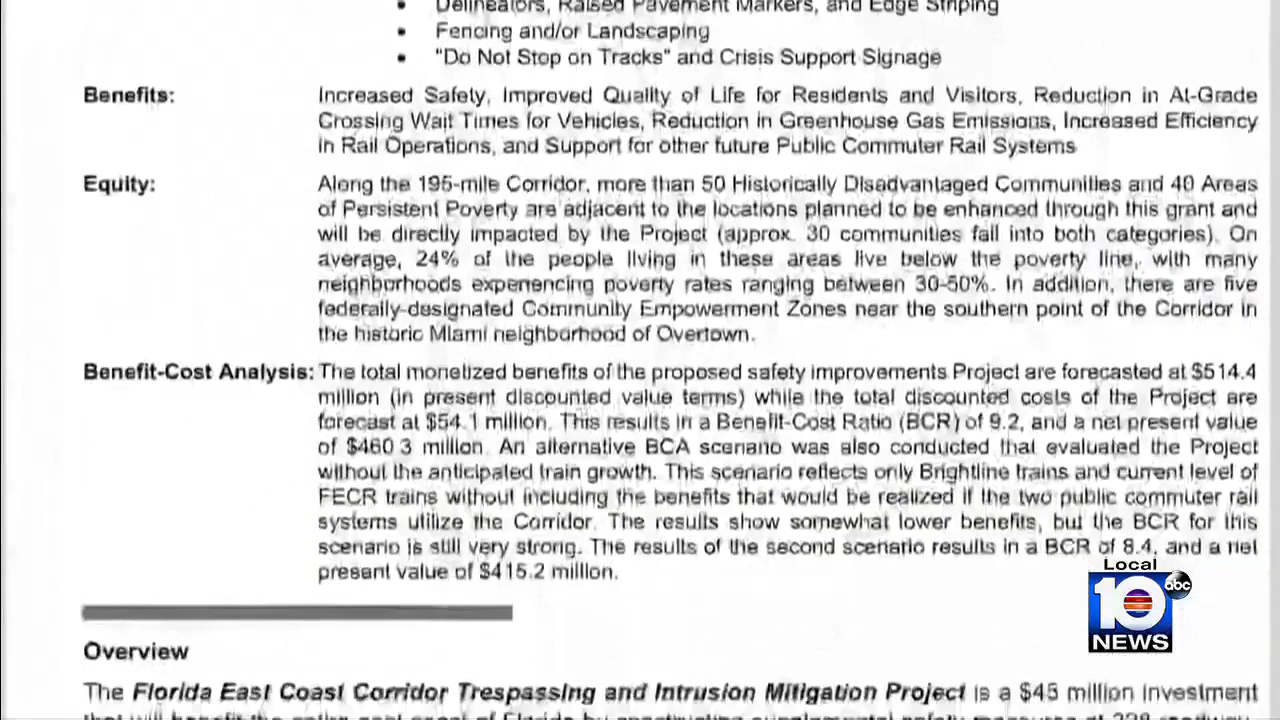 Delineators, Raised Pavement Markers, and Edge Striping
• Fencing and/or Landscaping
• "Do Not Stop on Tracks" and Crisis Support Signage
Benefits: Increased Safety, Improved Quality of Life for Residents and Visitors, Reduction in At-Grade
Crossing Wait Times for Vehicles, Reduction in Greenhouse Gas Emissions, Increased Efficiency
in Rail Operations, and Support for other future Public Commuter Rail Systems
Equity: Along the 195-mile Corridor, more than 50 Historically Disadvantaged Communities and 40 Areas
of Persistent Poverty are adjacent to the locations planned to be enhanced through this grant and
will be directly impacted by the Project (approx. 30 communities fall into both categories). On
average, 24% of the people living in these areas live below the poverty line, with many
neighborhoods experiencing poverty rates ranging between 30-50%. In addition, there are five
federally-designated Community Empowerment Zones near the southern point of the Corridor in
the historic Miami neighborhood of Overtown.
Benefit-Cost Analysis: The total monetized benefits of the proposed safety improvements Project are forecasted at $514.4
million (in present discounted value terms) while the total discounted costs of the Project are
forecast at $54.1 million. This results in a Benefit-Cost Ratio (BCR) of 9.2, and a net present value
of $460.3 million. An alternative BCA scenario was also conducted that evaluated the Project
without the anticipated train growth. This scenario reflects only Brightline trains and current level of
FECR trains without including the benefits that would be realized if the two public commuter rail
systems utilize the Corridor. The results show somewhat lower benefits, but the BCR for this
scenario is still very strong. The results of the second scenario results in a BCR of 8.4, and a net
present value of $415.2 million.
Local
10 abc
NEWS
Overview
The Florida East Coast Corridor Trespassing and Intrusion Mitigation Project is a $45 million investment